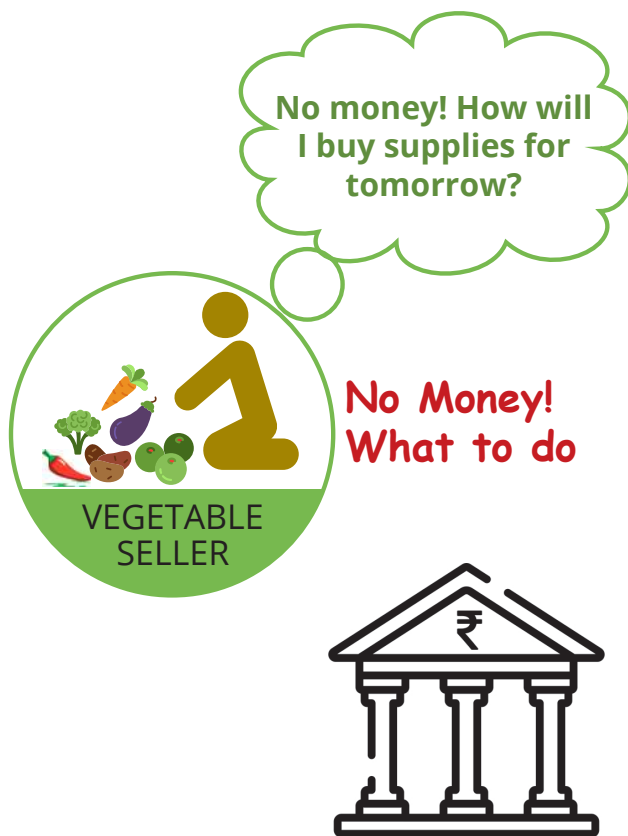 No money! How will
I buy supplies for
tomorrow?
No Money!
What to do
VEGETABLE
SELLER
₹